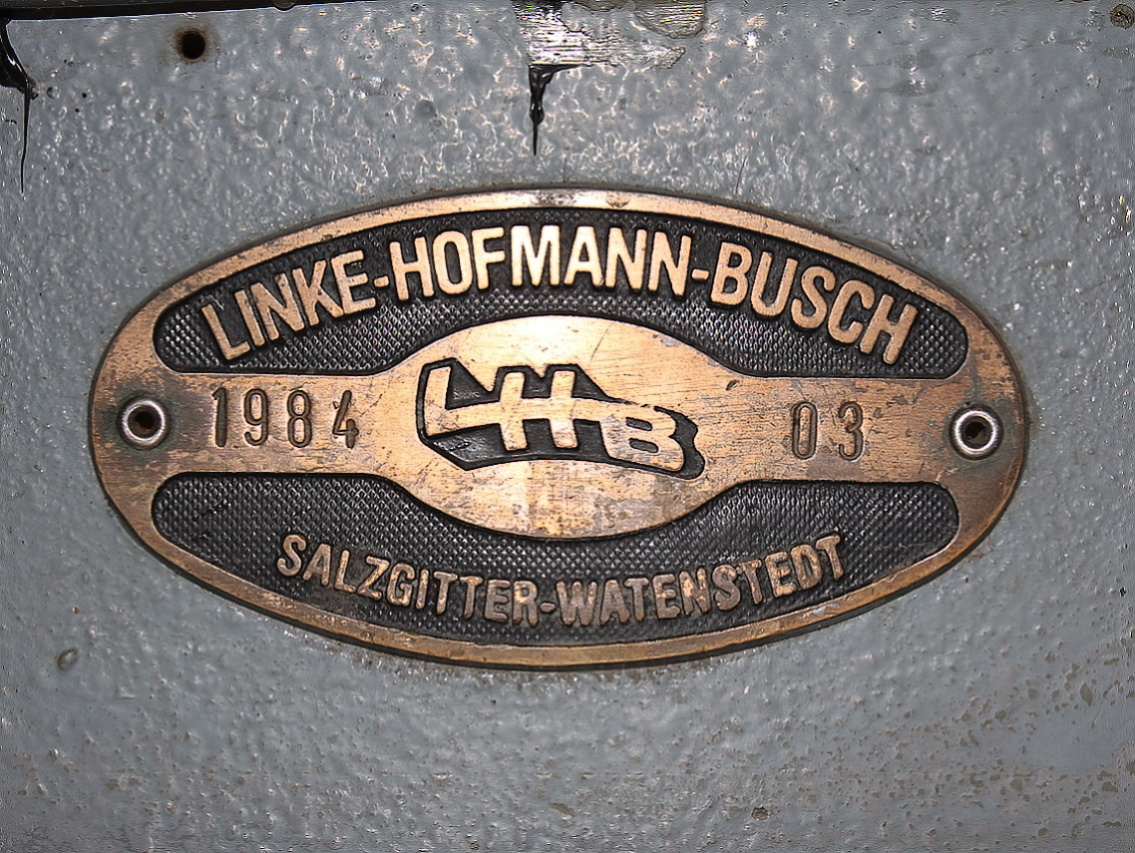 LINKE-HOFMANN-BUSCH
1984 LHB 03
SALZGITTER-WATENSTEDT